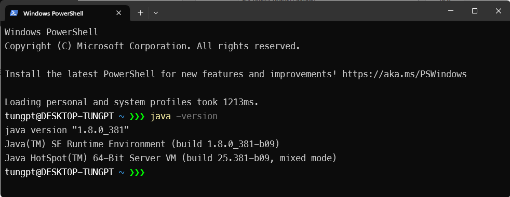 Windows PowerShell
Windows PowerShell
Copyright (C) Microsoft Corporation. All rights reserved.
Install the latest PowerShell for new features and improvements! https://aka.ms/PSWindows
Loading personal and system profiles took 1213ms.
tungpt@DESKTOP-TUNGPT ~ ❯❯❯ java -version
java version "1.8.0_381"
Java(TM) SE Runtime Environment (build 1.8.0_381-b09)
Java HotSpot(TM) 64-Bit Server VM (build 25.381-b09, mixed mode)
tungpt@DESKTOP-TUNGPT ~ ❯❯❯